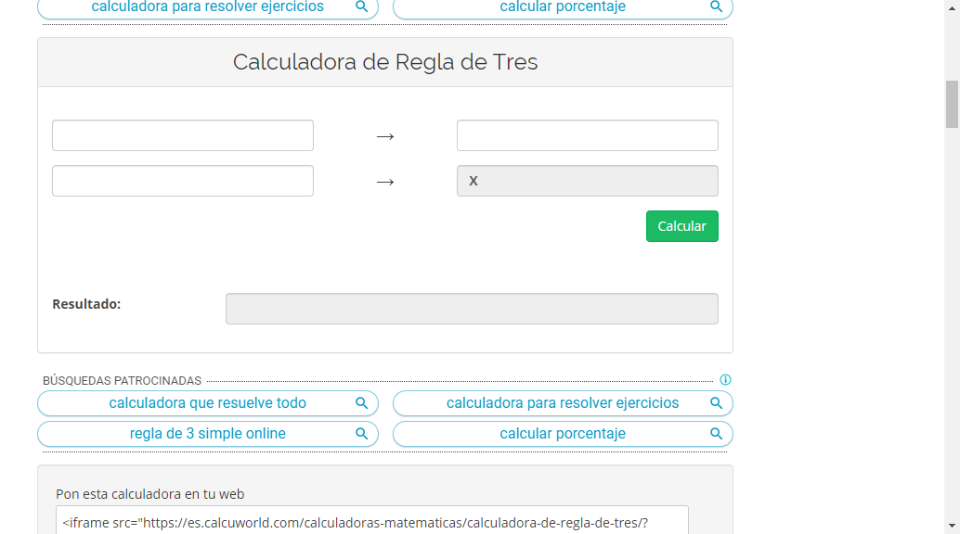 calculadora para resolver ejercicios
calcular porcentaje
Calculadora de Regla de Tres
→
→ X
Calcular
Resultado:
BÚSQUEDAS PATROCINADAS
calculadora que resuelve todo
calculadora para resolver ejercicios
regla de 3 simple online
calcular porcentaje
Pon esta calculadora en tu web
<iframe src="https://es.calcuworld.com/calculadoras-matematicas/calculadora-de-regla-de-tres/?